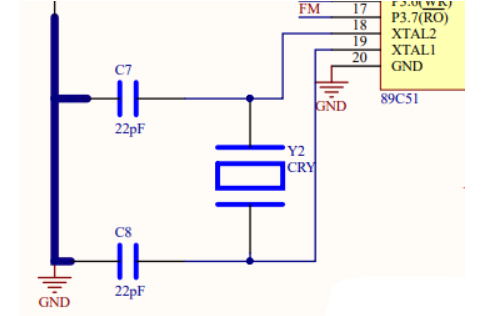 P3.6(WR)
FM
17
P3.7(RO)
18
XTAL2
19
XTAL1
20
GND
GND
89C51
C7
22pF
Y2
CRY
C8
22pF
GND